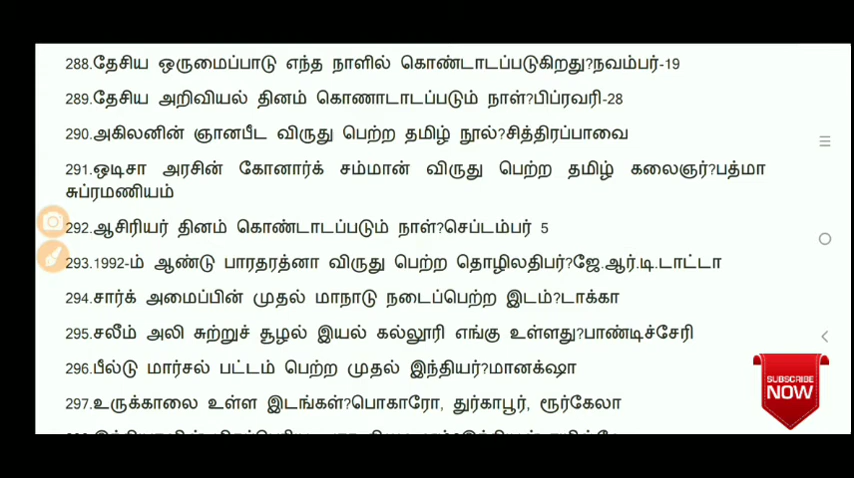 288.தேசிய ஒருமைப்பாடு எந்த நாளில் கொண்டாடப்படுகிறது?நவம்பர்-19
289.தேசிய அறிவியல் தினம் கொணாடாடப்படும் நாள்?பிப்ரவரி-28
290.அகிலனின் ஞானபீட விருது பெற்ற தமிழ் நூல்?சித்திரப்பாவை
291.ஒடிசா அரசின் கோனார்க் சம்மான் விருது பெற்ற தமிழ் கலைஞர்?பத்மா
சுப்ரமணியம்
292.ஆசிரியர் தினம் கொண்டாடப்படும் நாள்?செப்டம்பர் 5
293.1992-ம் ஆண்டு பாரதரத்னா விருது பெற்ற தொழிலதிபர்?ஜே.ஆர்.டி.டாட்டா
294.சார்க் அமைப்பின் முதல் மாநாடு நடைப்பெற்ற இடம்?டாக்கா
295.சலீம் அலி சுற்றுச் சூழல் இயல் கல்லூரி எங்கு உள்ளது?பாண்டிச்சேரி
296.பீல்டு மார்சல் பட்டம் பெற்ற முதல் இந்தியர்?மானக்ஷா
297.உருக்காலை உள்ள இடங்கள்?பொகாரோ, துர்காபூர், ரூர்கேலா
SUBSCRIBE
NOW